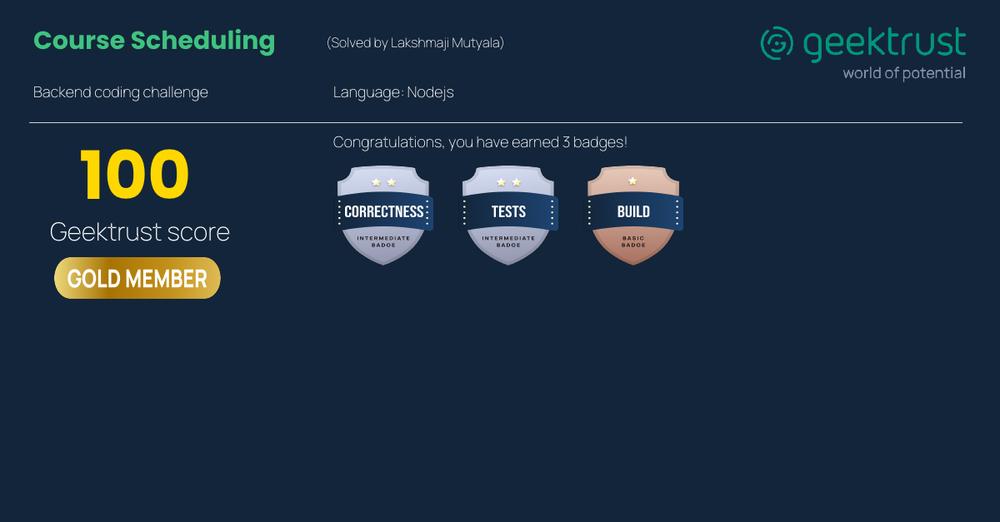 Course Scheduling
(Solved by Lakshmaji Mutyala)
geektrust
world of potential
Backend coding challenge
Language: Nodejs
Congratulations, you have earned 3 badges!
100
Geektrust score
GOLD MEMBER
CORRECTNESS
INTERMEDIATE
BADGE
TESTS
INTERMEDIATE
BADGE
BUILD
BASIC
BADGE